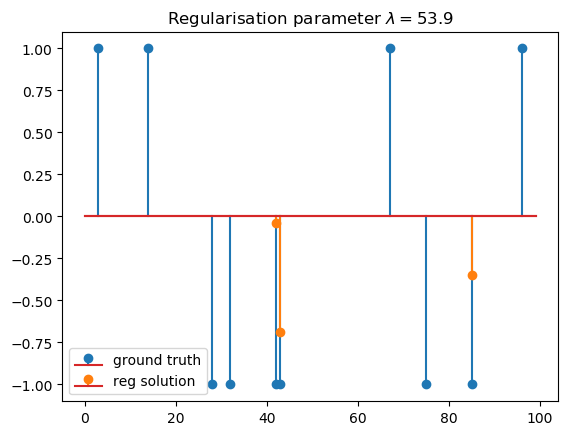 Regularisation parameter λ = 53.9
1.00
0.75
0.50
0.25
0.00
−0.25
−0.50
−0.75
−1.00
ground truth
reg solution
0 20 40 60 80 100